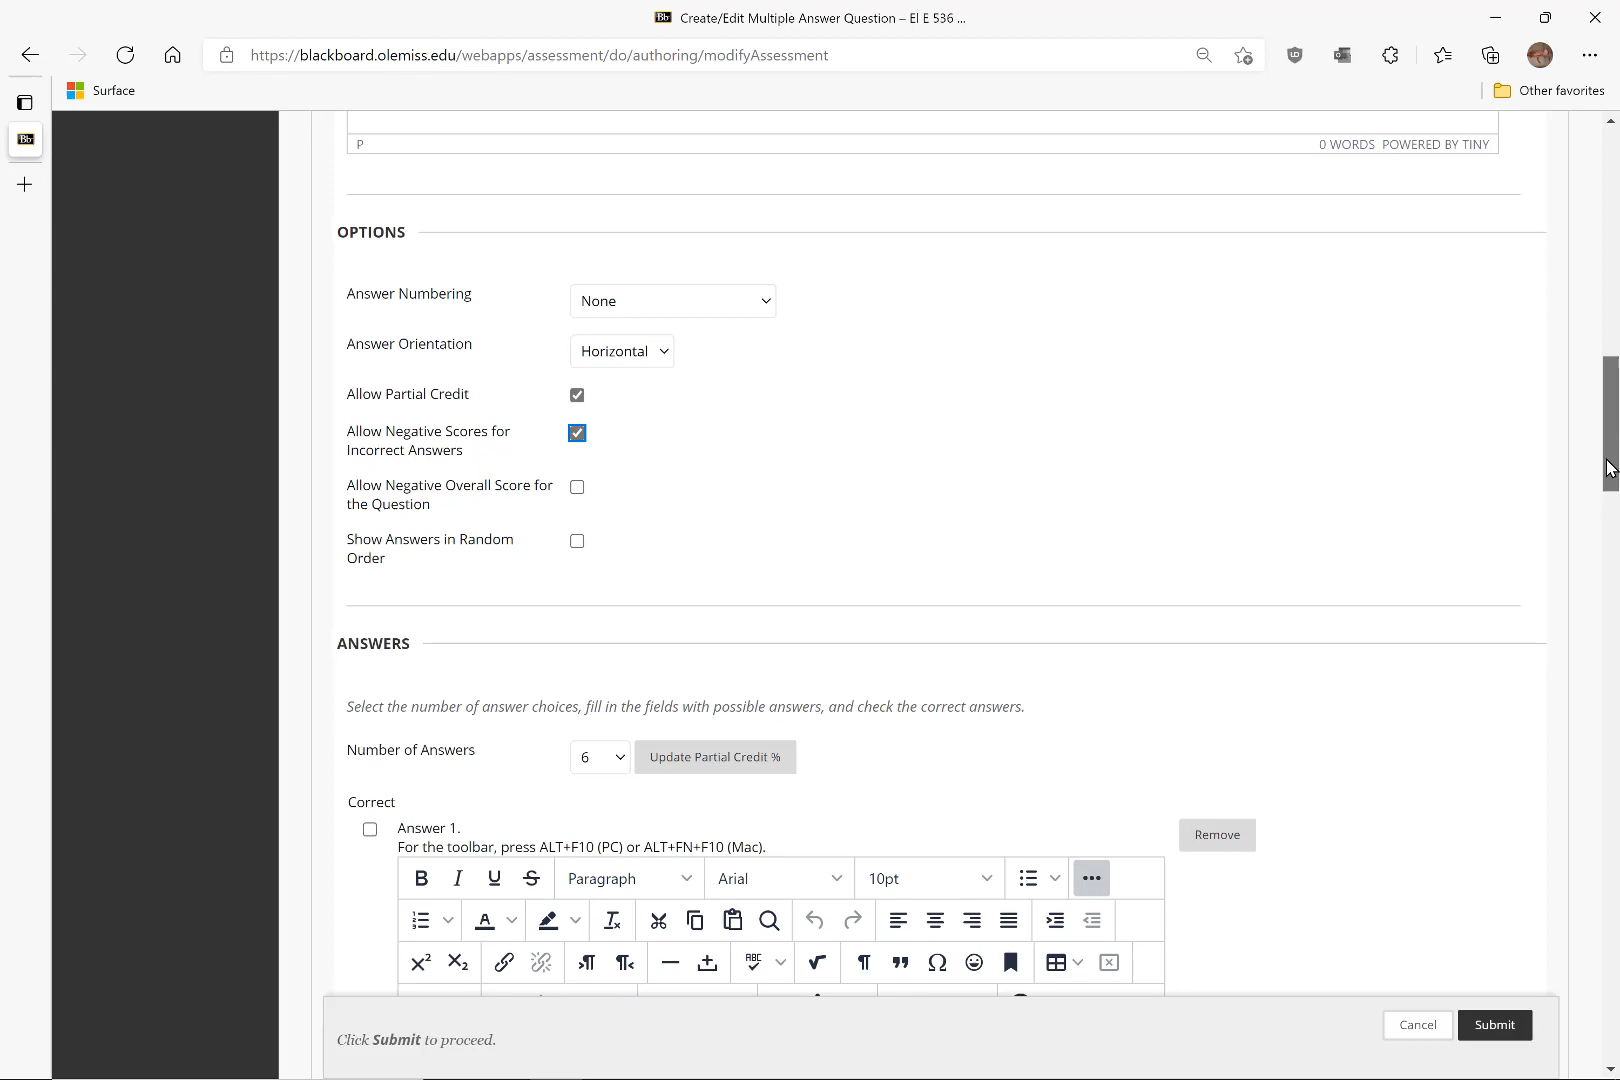 Bb Create/Edit Multiple Answer Question – El E 536 ...
https://blackboard.olemiss.edu/webapps/assessment/do/authoring/modifyAssessment
Surface
Other favorites
Bb
P
0 WORDS POWERED BY TINY
OPTIONS
Answer Numbering
None
Answer Orientation
Horizontal
Allow Partial Credit
Allow Negative Scores for
Incorrect Answers
Allow Negative Overall Score for
the Question
Show Answers in Random
Order
ANSWERS
Select the number of answer choices, fill in the fields with possible answers, and check the correct answers.
Number of Answers
6
Update Partial Credit %
Correct
Answer 1.
Remove
For the toolbar, press ALT+F10 (PC) or ALT+FN+F10 (Mac).
B I U S Paragraph Arial 10pt
Click Submit to proceed.
Cancel
Submit